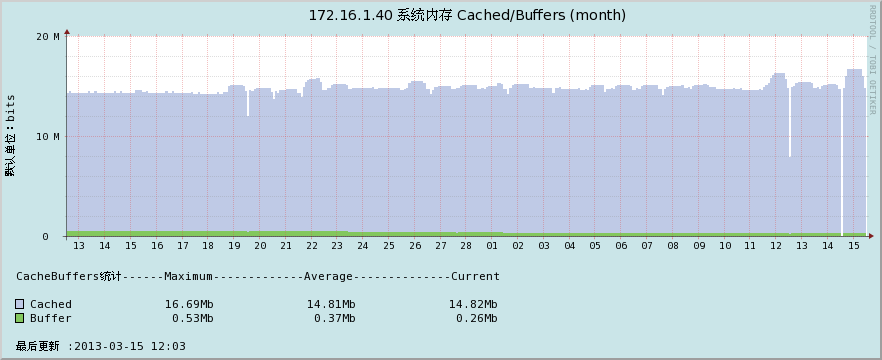 172.16.1.40 系统内存 Cached/Buffers (month)
RRDTOOL / TOBI OETIKER
20 M
10 M
0
默认单位：bits
13 14 15 16 17 18 19 20 21 22 23 24 25 26 27 28 01 02 03 04 05 06 07 08 09 10 11 12 13 14 15
CacheBuffers统计------Maximum-------------Average--------------Current
Cached 16.69Mb 14.81Mb 14.82Mb
Buffer 0.53Mb 0.37Mb 0.26Mb
最后更新 :2013-03-15 12:03